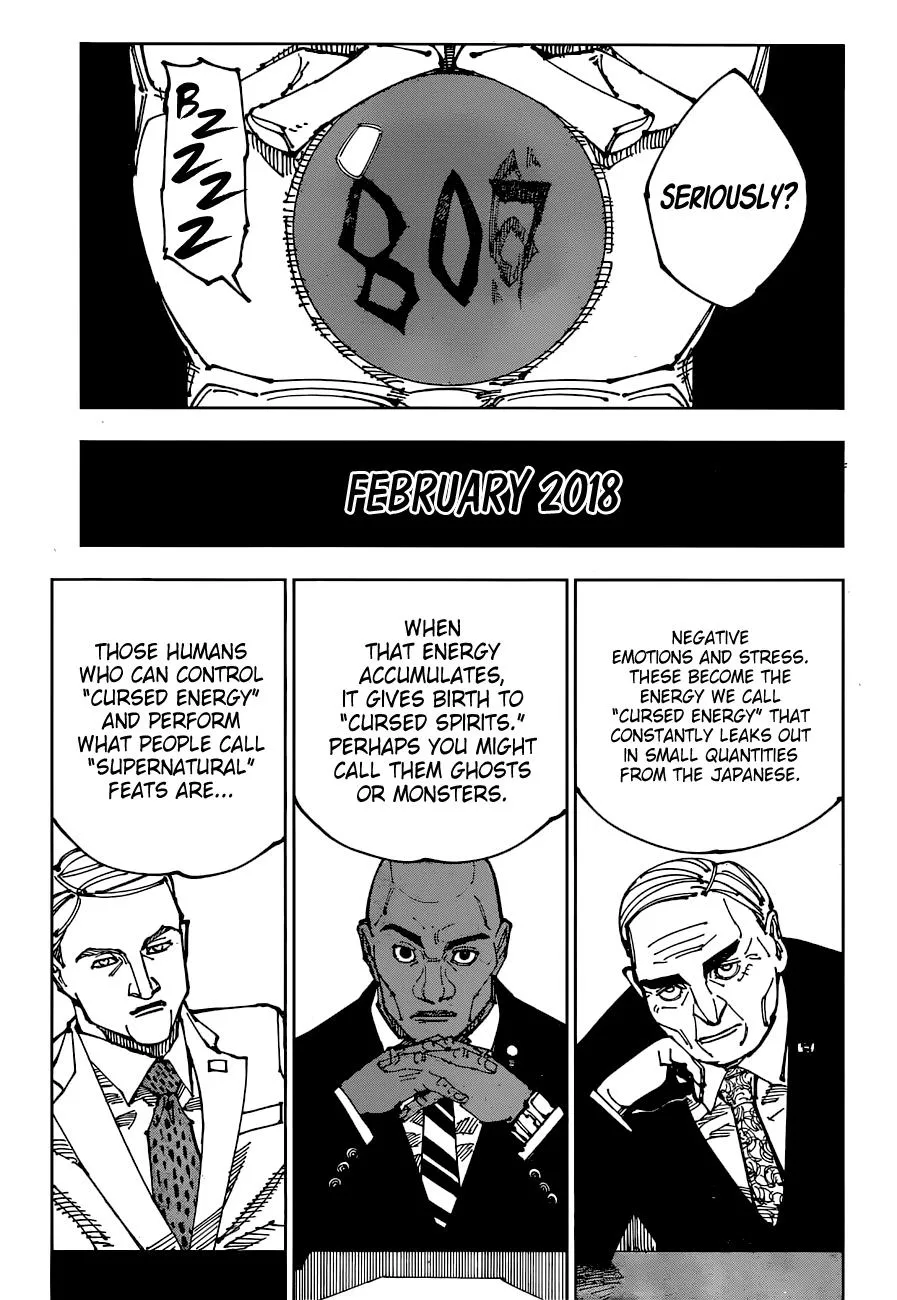 BZZZZ
807
SERIOUSLY?
FEBRUARY 2018
NEGATIVE
EMOTIONS AND STRESS.
THESE BECOME THE
ENERGY WE CALL
"CURSED ENERGY" THAT
CONSTANTLY LEAKS OUT
IN SMALL QUANTITIES
FROM THE JAPANESE.
WHEN
THAT ENERGY
ACCUMULATES,
IT GIVES BIRTH TO
"CURSED SPIRITS."
PERHAPS YOU MIGHT
CALL THEM GHOSTS
OR MONSTERS.
THOSE HUMANS
WHO CAN CONTROL
"CURSED ENERGY"
AND PERFORM
WHAT PEOPLE CALL
"SUPERNATURAL"
FEATS ARE...